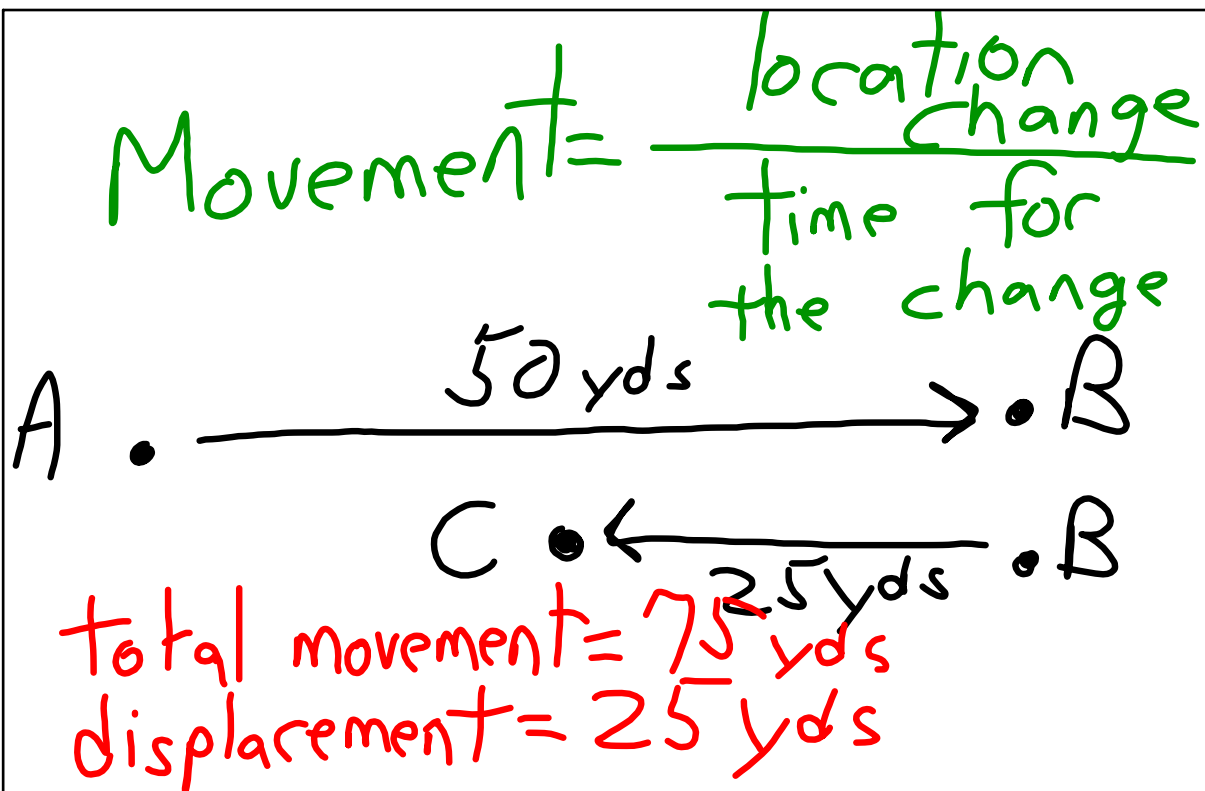 Movement = location change
time for
the change
50 yds
A B
C B
25 yds
total movement = 75 yds
displacement = 25 yds